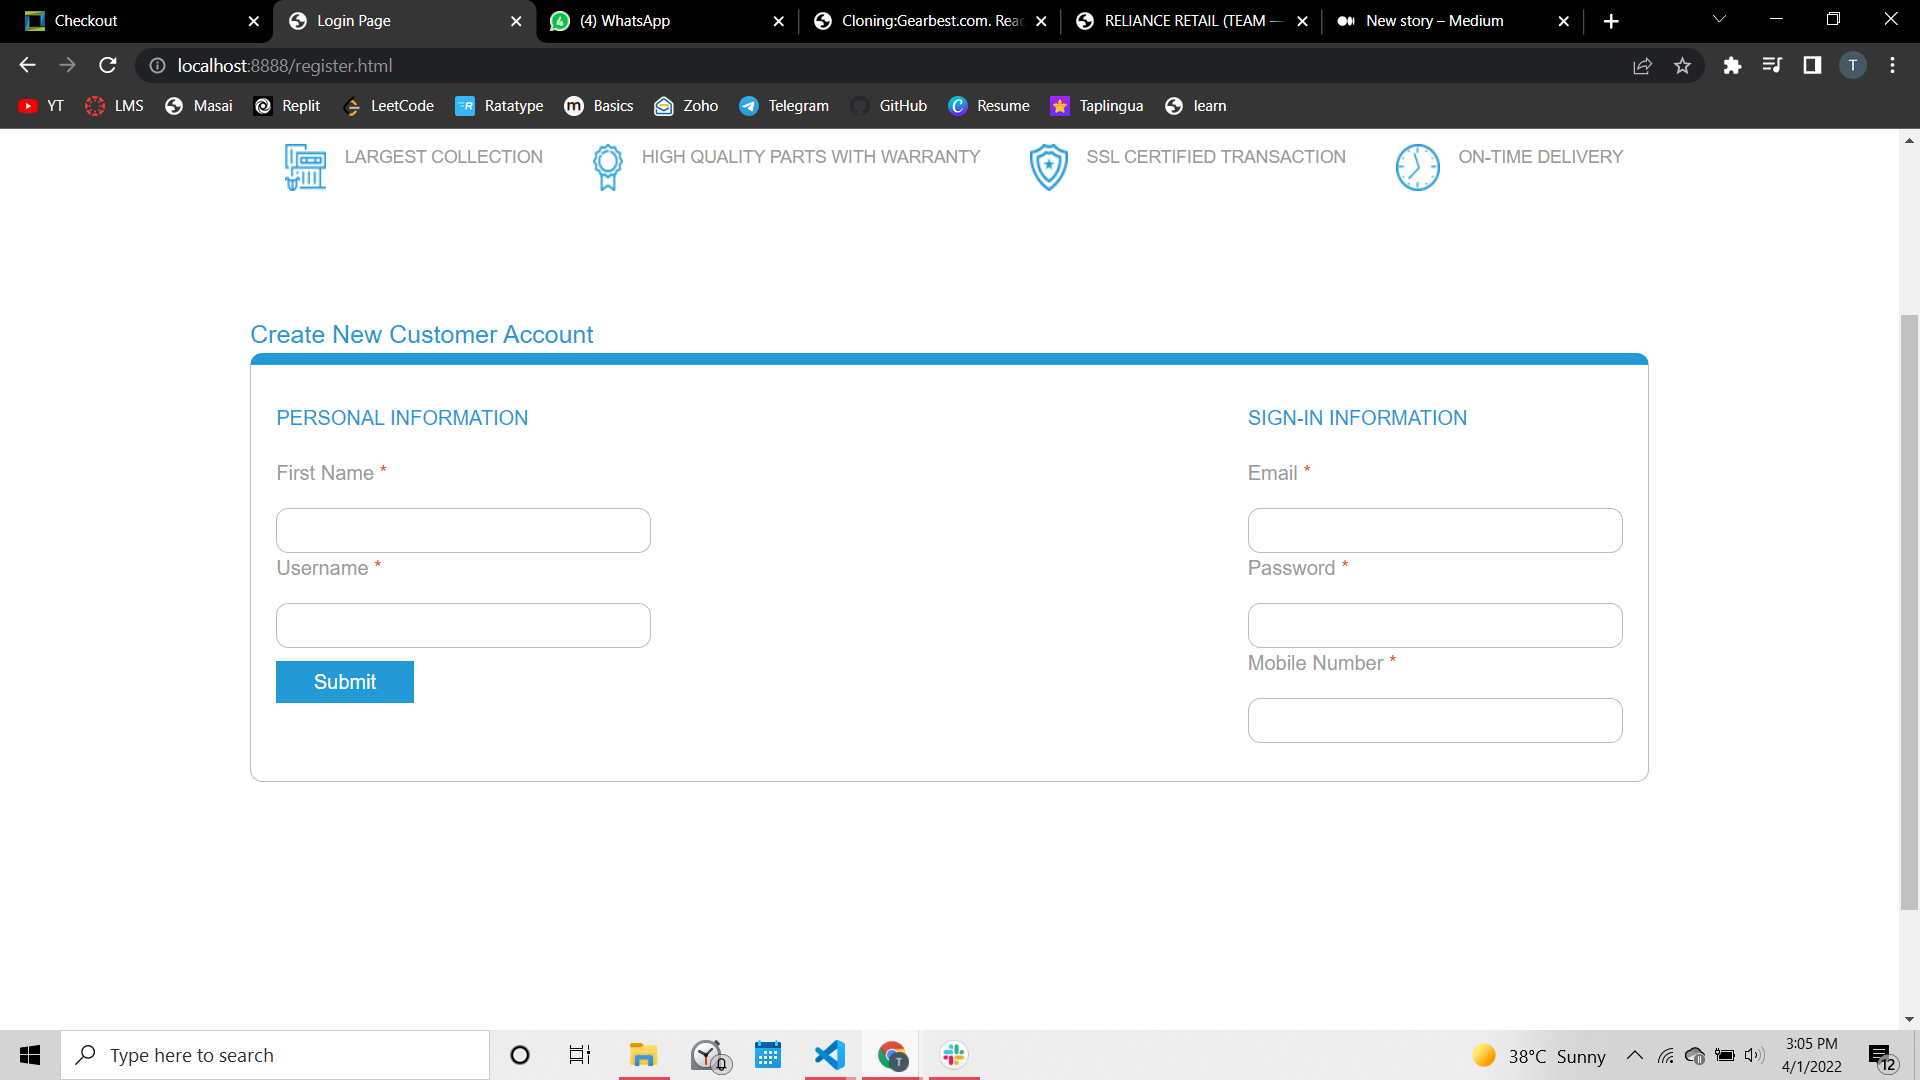 Checkout
Login Page
(4) WhatsApp
Cloning:Gearbest.com. Rea
RELIANCE RETAIL (TEAM —
New story – Medium
localhost:8888/register.html
T
YT
LMS
Masai
Replit
LeetCode
Ratatype
Basics
Zoho
Telegram
GitHub
Resume
Taplingua
learn
LARGEST COLLECTION
HIGH QUALITY PARTS WITH WARRANTY
SSL CERTIFIED TRANSACTION
ON-TIME DELIVERY
Create New Customer Account
PERSONAL INFORMATION
First Name *
Username *
Submit
SIGN-IN INFORMATION
Email *
Password *
Mobile Number *
Type here to search
38°C Sunny
3:05 PM
4/1/2022
12